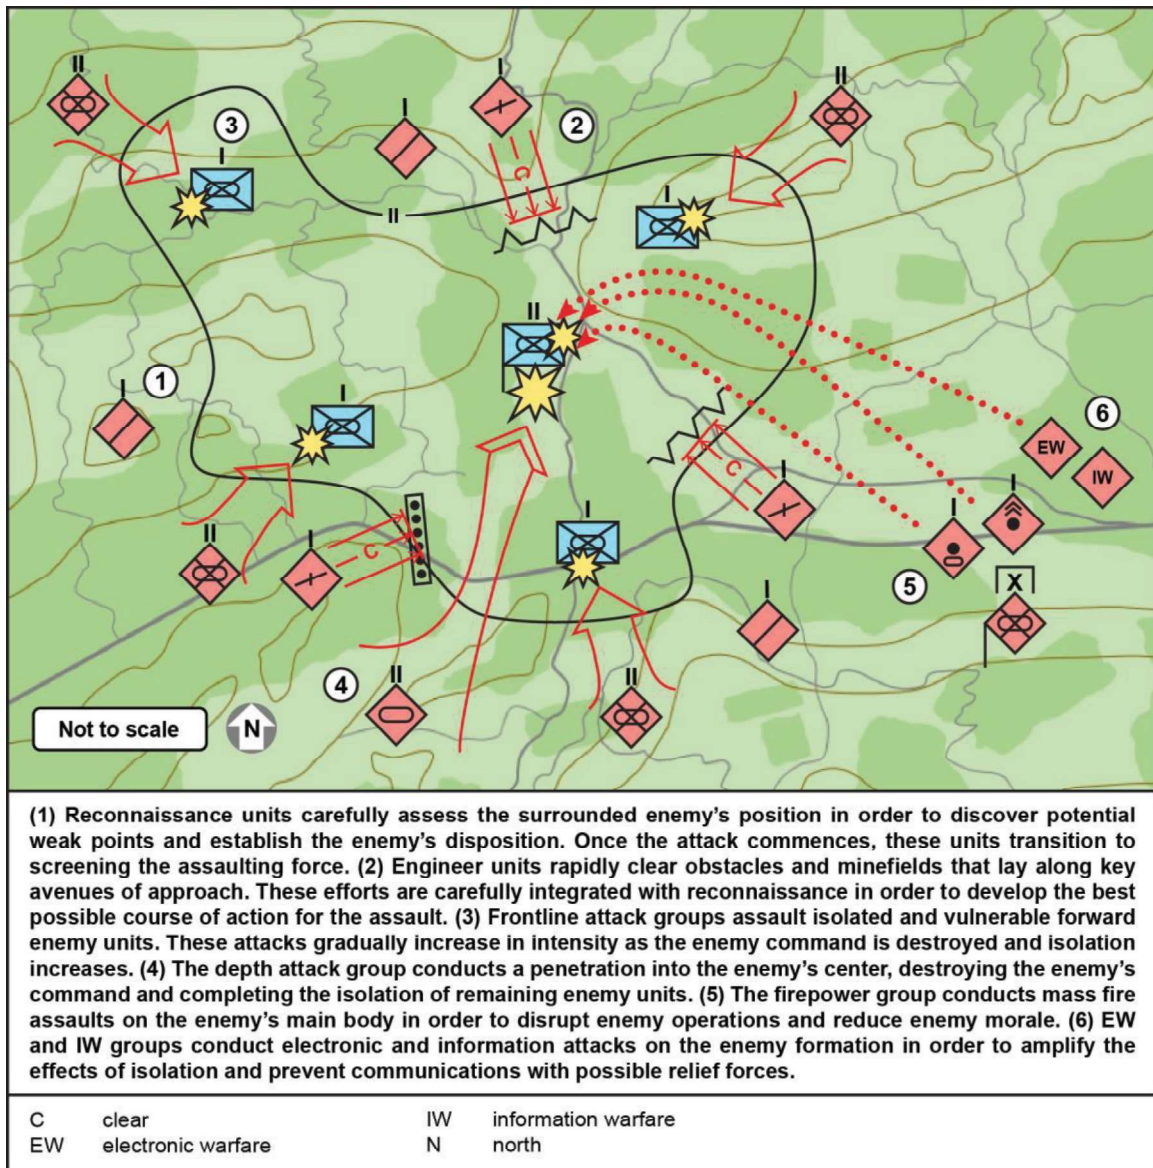 II
I
I
II
3
2
I
C
I
II
II
1
I
I
6
EW
IW
I
I
I
I
C
II
I
C
5
X
I
4
II
II
Not to scale
N
(1) Reconnaissance units carefully assess the surrounded enemy’s position in order to discover potential
weak points and establish the enemy’s disposition. Once the attack commences, these units transition to
screening the assaulting force. (2) Engineer units rapidly clear obstacles and minefields that lay along key
avenues of approach. These efforts are carefully integrated with reconnaissance in order to develop the best
possible course of action for the assault. (3) Frontline attack groups assault isolated and vulnerable forward
enemy units. These attacks gradually increase in intensity as the enemy command is destroyed and isolation
increases. (4) The depth attack group conducts a penetration into the enemy’s center, destroying the enemy’s
command and completing the isolation of remaining enemy units. (5) The firepower group conducts mass fire
assaults on the enemy’s main body in order to disrupt enemy operations and reduce enemy morale. (6) EW
and IW groups conduct electronic and information attacks on the enemy formation in order to amplify the
effects of isolation and prevent communications with possible relief forces.
C clear IW information warfare
EW electronic warfare N north